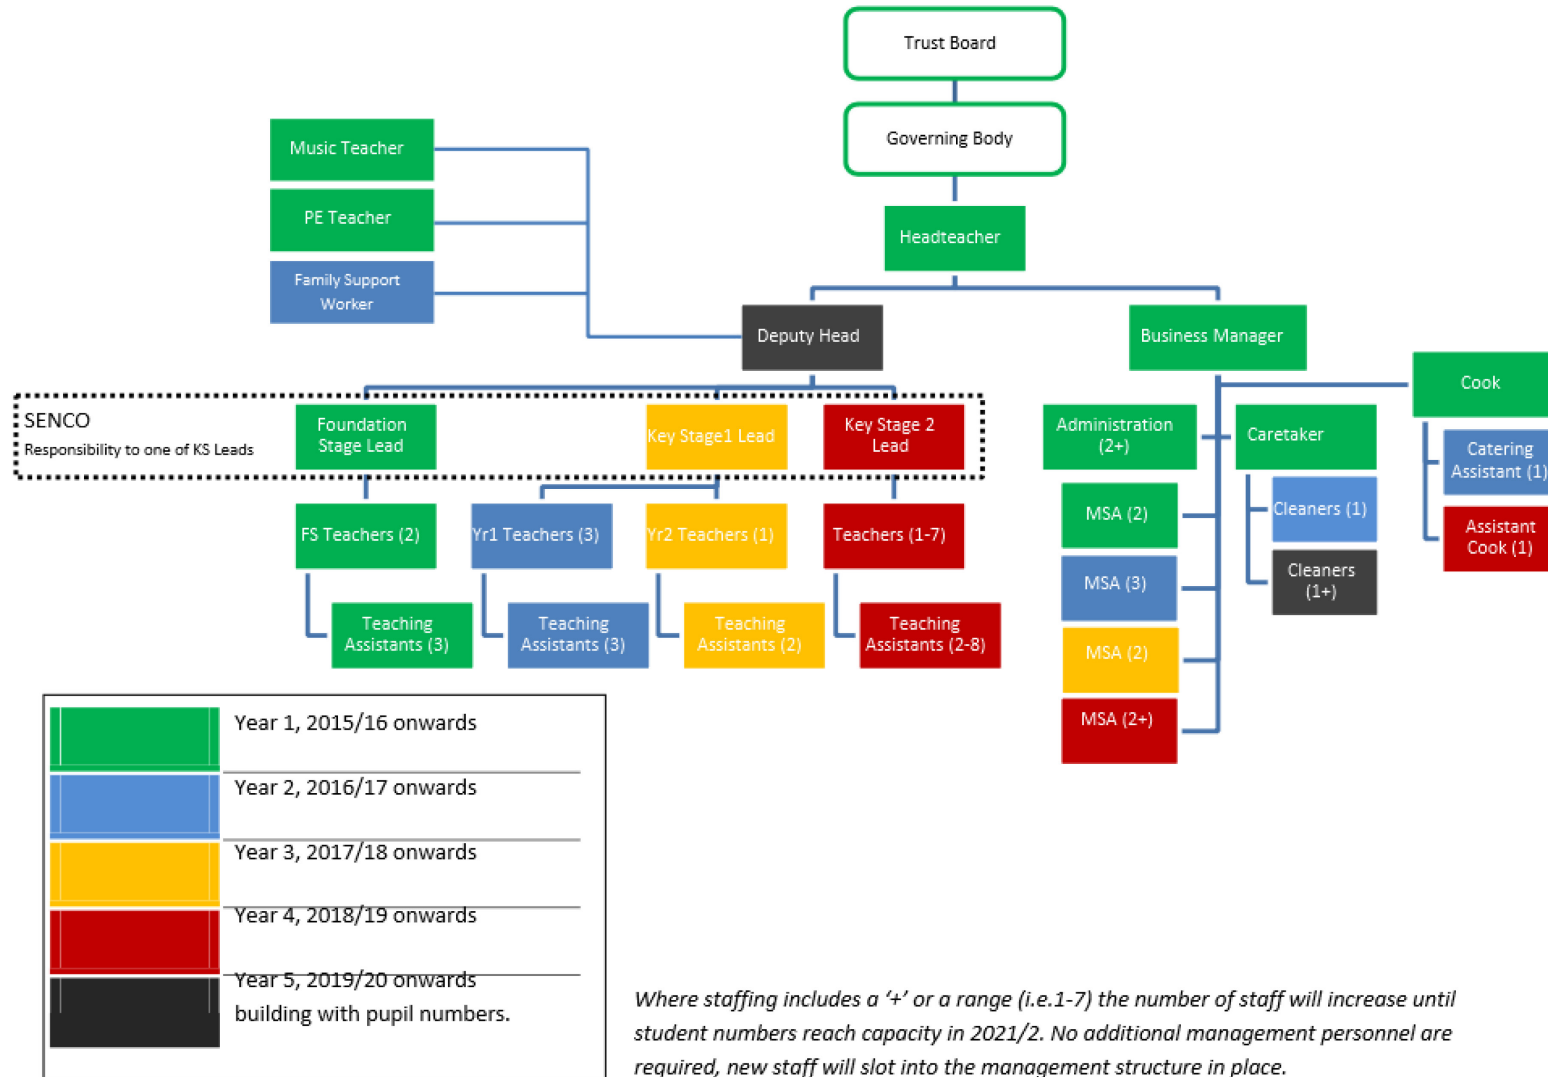 Trust Board
Governing Body
Music Teacher
PE Teacher
Family Support
Worker
Headteacher
Deputy Head
Business Manager
Cook
SENCO
Responsibility to one of KS Leads
Foundation
Stage Lead
Key Stage1 Lead
Key Stage 2
Lead
Administration
(2+)
Caretaker
Catering
Assistant (1)
FS Teachers (2)
Yr1 Teachers (3)
Yr2 Teachers (1)
Teachers (1-7)
MSA (2)
Cleaners (1)
Assistant
Cook (1)
MSA (3)
Cleaners
(1+)
Teaching
Assistants (3)
Teaching
Assistants (3)
Teaching
Assistants (2)
Teaching
Assistants (2-8)
MSA (2)
MSA (2+)
Year 1, 2015/16 onwards
Year 2, 2016/17 onwards
Year 3, 2017/18 onwards
Year 4, 2018/19 onwards
Year 5, 2019/20 onwards
building with pupil numbers.
Where staffing includes a ‘+’ or a range (i.e.1-7) the number of staff will increase until
student numbers reach capacity in 2021/2. No additional management personnel are
required, new staff will slot into the management structure in place.